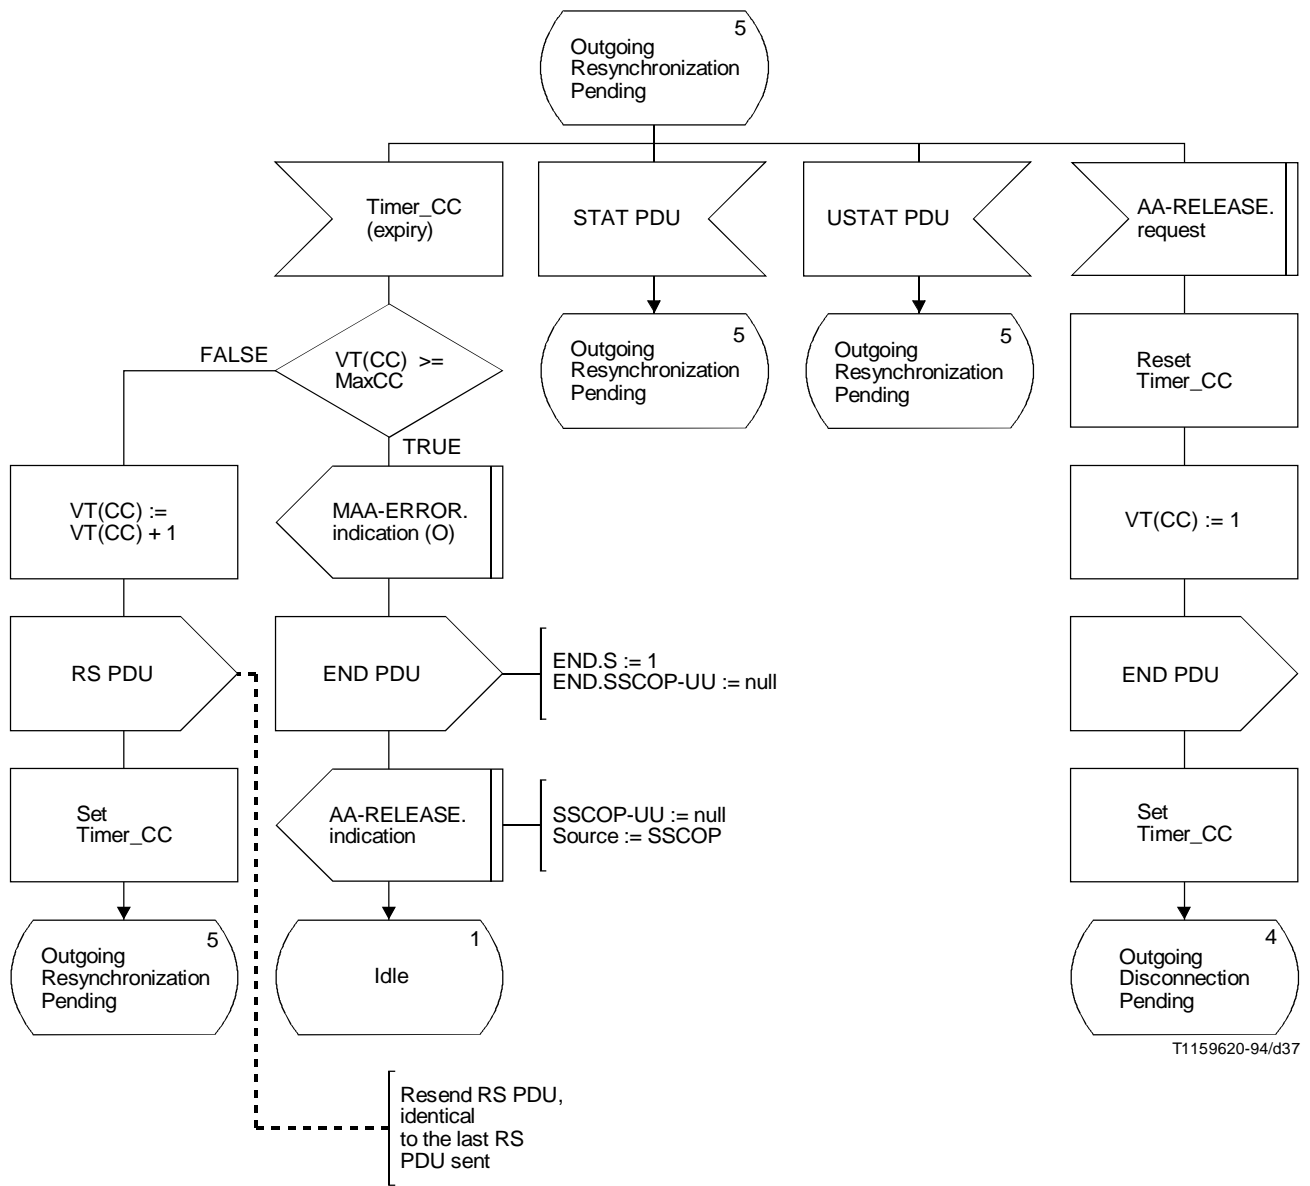 5
Outgoing
Resynchronization
Pending
Timer_CC
(expiry)
STAT PDU
USTAT PDU
AA-RELEASE.
request
FALSE
VT(CC) >=
MaxCC
TRUE
5
Outgoing
Resynchronization
Pending
5
Outgoing
Resynchronization
Pending
Reset
Timer_CC
VT(CC) :=
VT(CC) + 1
MAA-ERROR.
indication (O)
VT(CC) := 1
RS PDU
END PDU
END.S := 1
END.SSCOP-UU := null
END PDU
Set
Timer_CC
AA-RELEASE.
indication
SSCOP-UU := null
Source := SSCOP
Set
Timer_CC
5
Outgoing
Resynchronization
Pending
1
Idle
4
Outgoing
Disconnection
Pending
T1159620-94/d37
Resend RS PDU,
identical
to the last RS
PDU sent